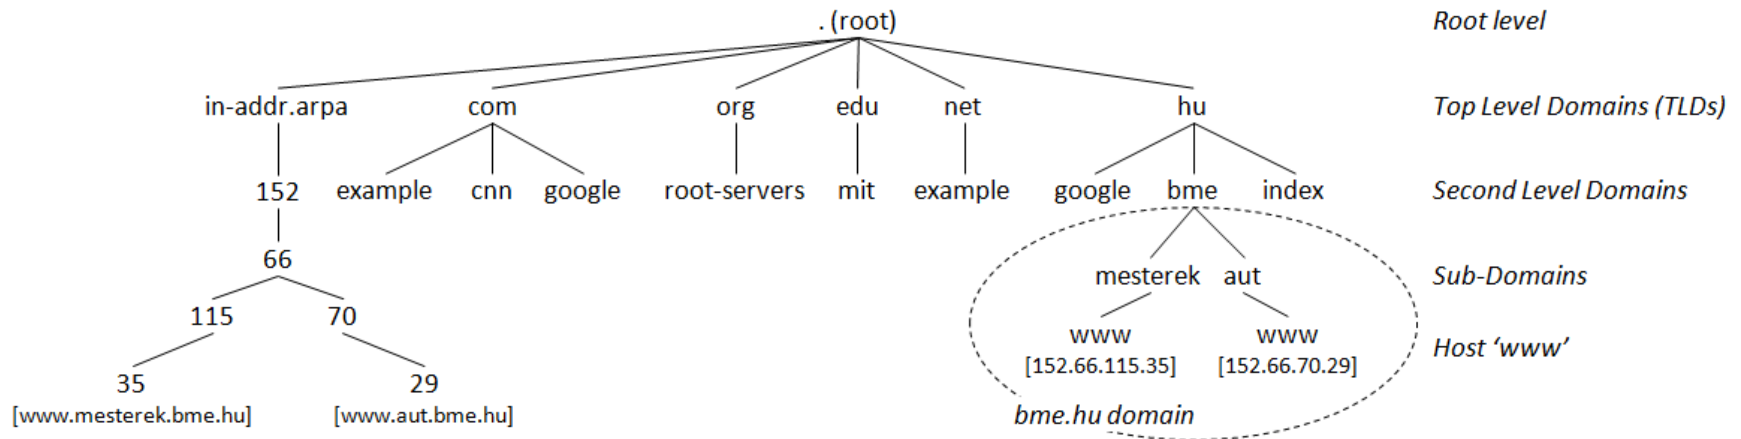 . (root) Root level
in-addr.arpa com org edu net hu Top Level Domains (TLDs)
152 example cnn google root-servers mit example google bme index Second Level Domains
66
mesterek aut Sub-Domains
115 70
www www Host ‘www’
[152.66.115.35] [152.66.70.29]
35 29
[www.mesterek.bme.hu] [www.aut.bme.hu] bme.hu domain